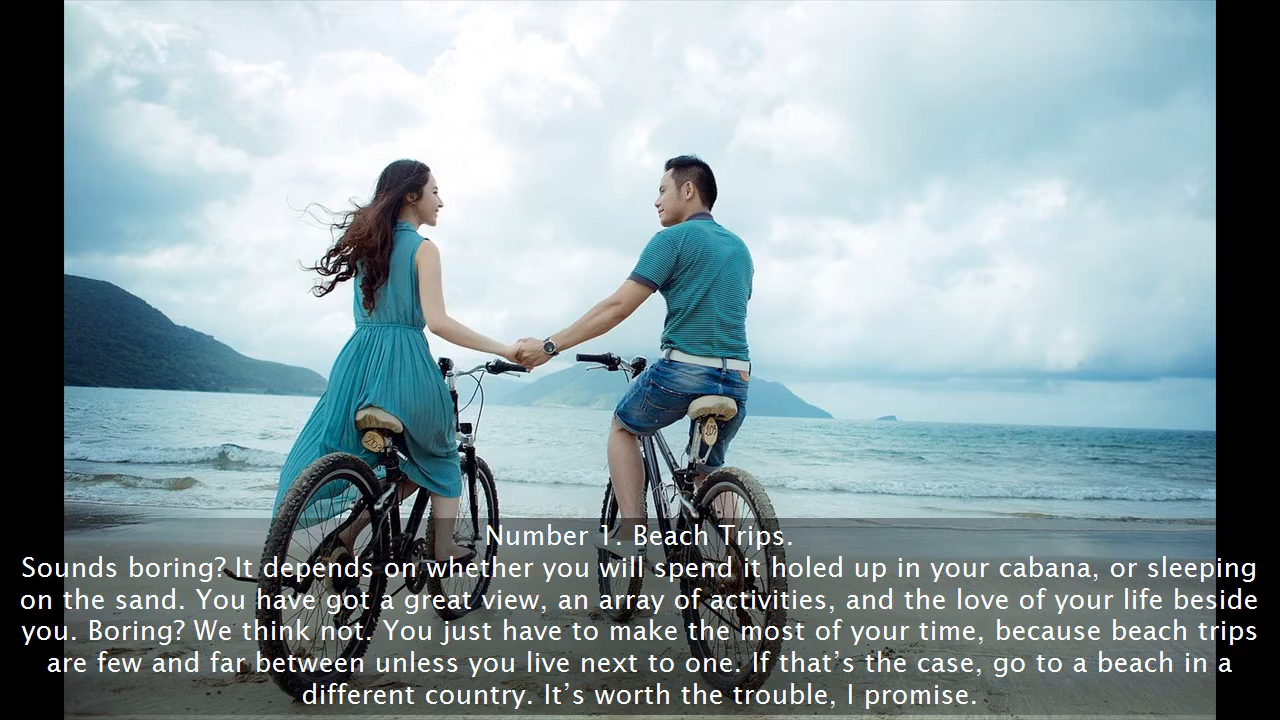 Number 1. Beach Trips.
Sounds boring? It depends on whether you will spend it holed up in your cabana, or sleeping
on the sand. You have got a great view, an array of activities, and the love of your life beside
you. Boring? We think not. You just have to make the most of your time, because beach trips
are few and far between unless you live next to one. If that’s the case, go to a beach in a
different country. It’s worth the trouble, I promise.